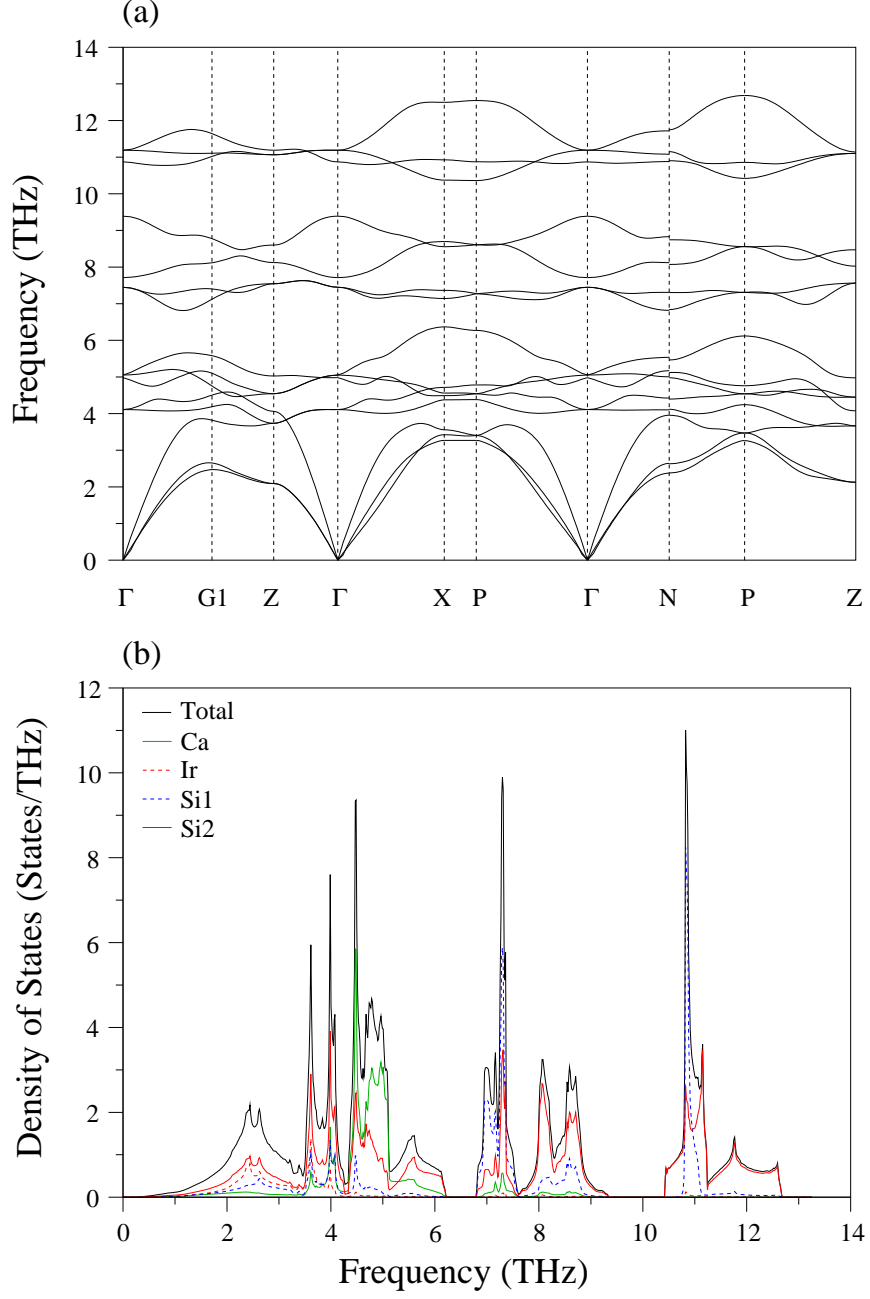 (a)
14
12
10
8
6
4
2
0
Frequency (THz)
Γ G1 Z Γ X P Γ N P Z
(b)
12
10
8
6
4
2
0
Density of States (States/THz)
Total
Ca
Ir
Si1
Si2
0 2 4 6 8 10 12 14
Frequency (THz)